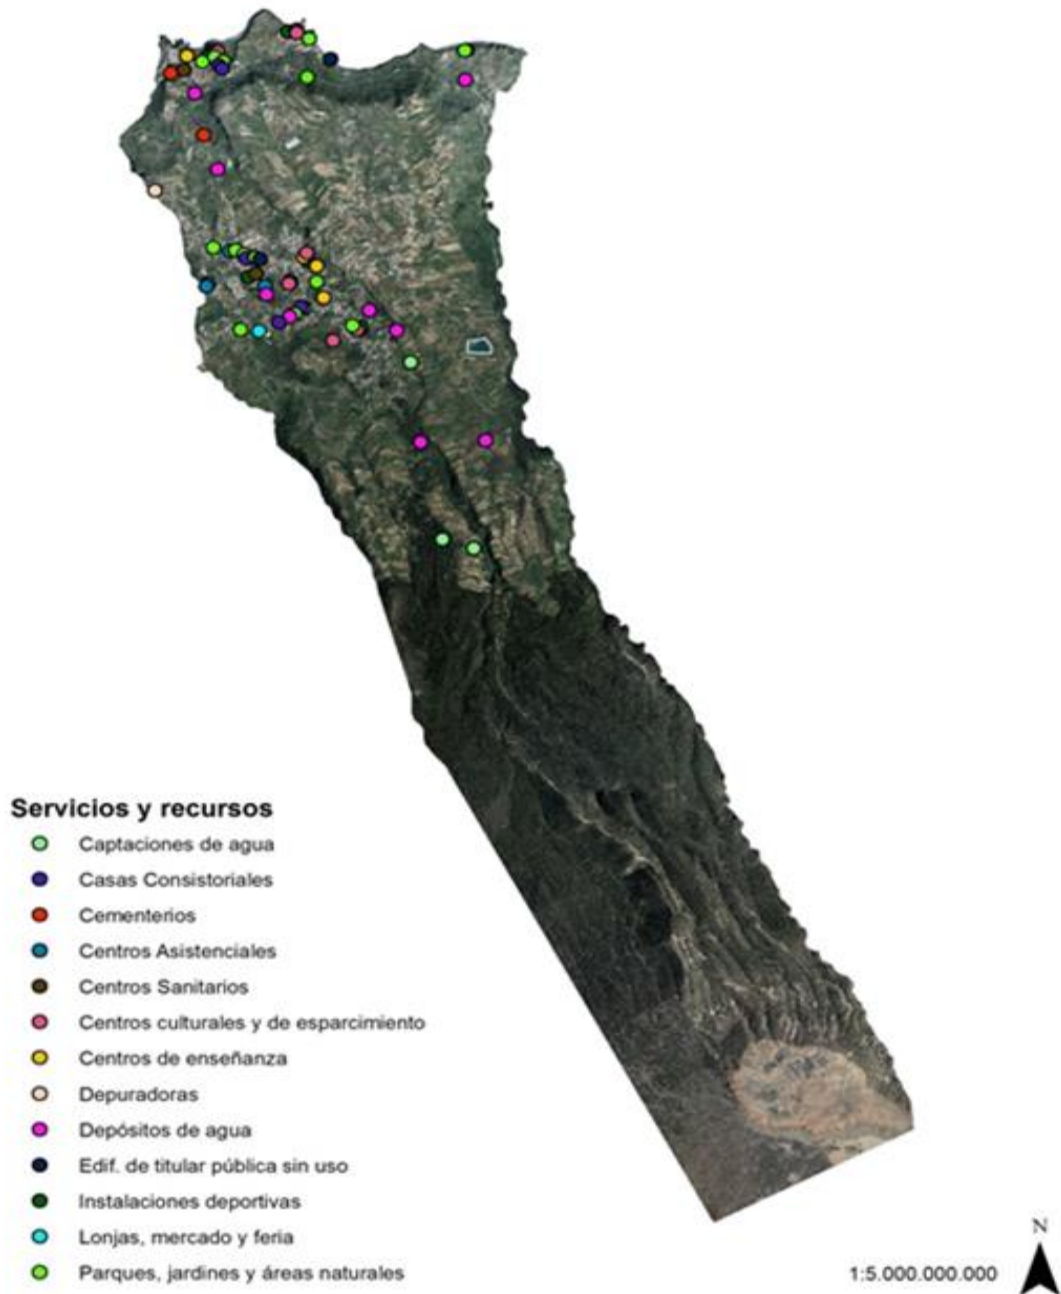 Servicios y recursos
Captaciones de agua
Casas Consistoriales
Cementerios
Centros Asistenciales
Centros Sanitarios
Centros culturales y de esparcimiento
Centros de enseñanza
Depuradoras
Depósitos de agua
Edif. de titular pública sin uso
Instalaciones deportivas
Lonjas, mercado y feria
Parques, jardines y áreas naturales
1:5.000.000.000
N